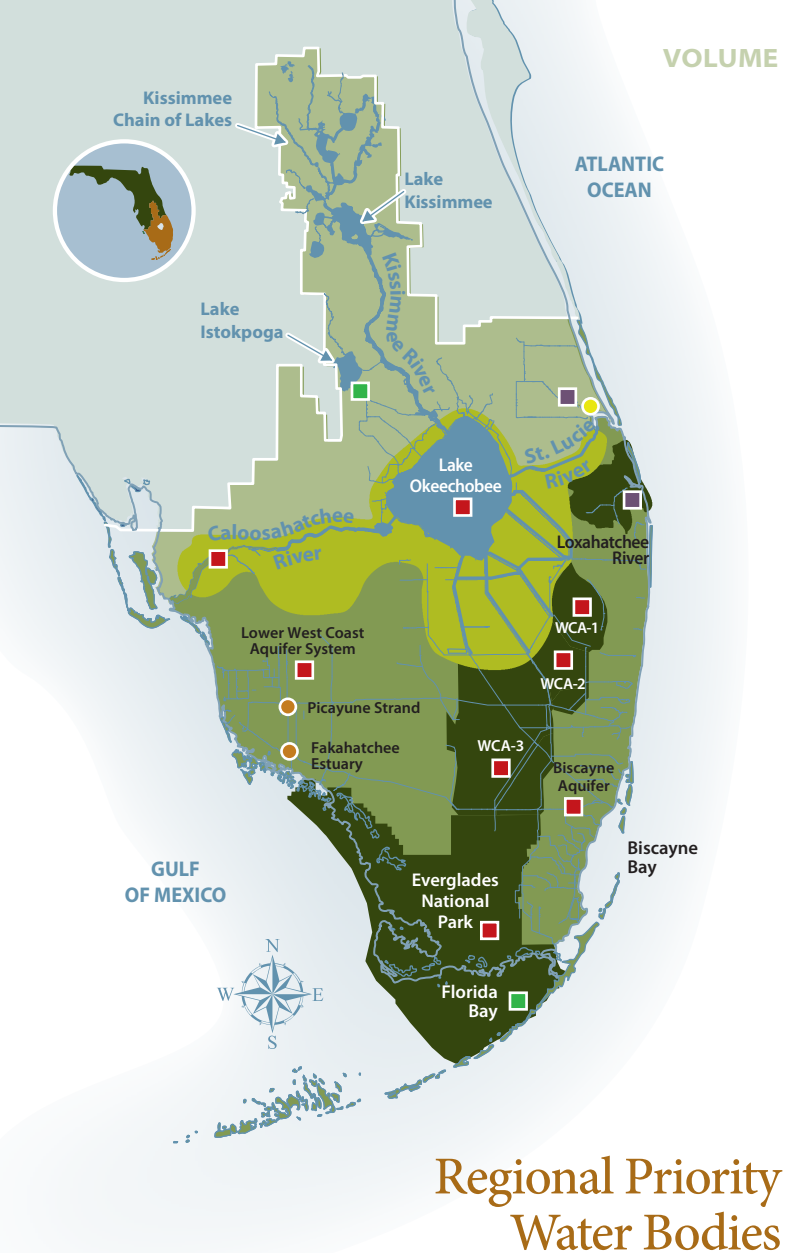 VOLUME
Kissimmee
Chain of Lakes
ATLANTIC
OCEAN
Lake
Kissimmee
Kissimmee River
Lake
Istokpoga
St. Lucie
River
Lake
Okeechobee
Caloosahatchee
River
Loxahatchee
River
WCA-1
Lower West Coast
Aquifer System
WCA-2
Picayune Strand
Fakahatchee
Estuary
WCA-3
Biscayne
Aquifer
Biscayne
Bay
GULF
OF MEXICO
Everglades
National
Park
N
W
E
S
Florida
Bay
Regional Priority
Water Bodies